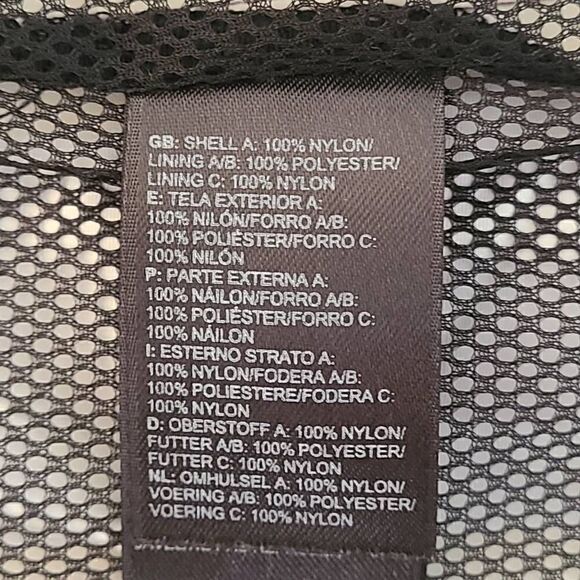 GB: SHELL A: 100% NYLON/
LINING A/B: 100% POLYESTER/
LINING C: 100% NYLON
E: TELA EXTERIOR A:
100% NILÓN/FORRO A/B:
100% POLIÉSTER/FORRO C:
100% NILÓN
P: PARTE EXTERNA A:
100% NÁILON/FORRO A/B:
100% POLIÉSTER/FORRO C:
100% NÁILON
I: ESTERNO STRATO A:
100% NYLON/FODERA A/B:
100% POLIESTERE/FODERA C:
100% NYLON
D: OBERSTOFF A: 100% NYLON/
FUTTER A/B: 100% POLYESTER/
FUTTER C: 100% NYLON
NL: OMHULSEL A: 100% NYLON/
VOERING A/B: 100% POLYESTER/
VOERING C: 100% NYLON